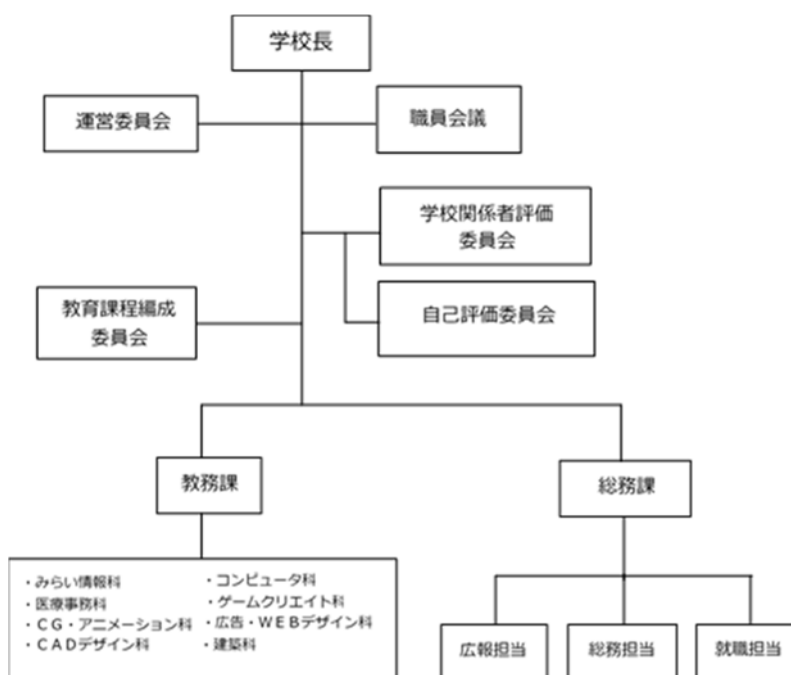 学校長
運営委員会
職員会議
学校関係者評価
委員会
教育課程編成
委員会
自己評価委員会
教務課
総務課
・みらい情報科
・医療事務科
・ＣＧ・アニメーション科
・ＣＡＤデザイン科
・コンピュータ科
・ゲームクリエイト科
・広告・ＷＥＢデザイン科
・建築科
広報担当
総務担当
就職担当